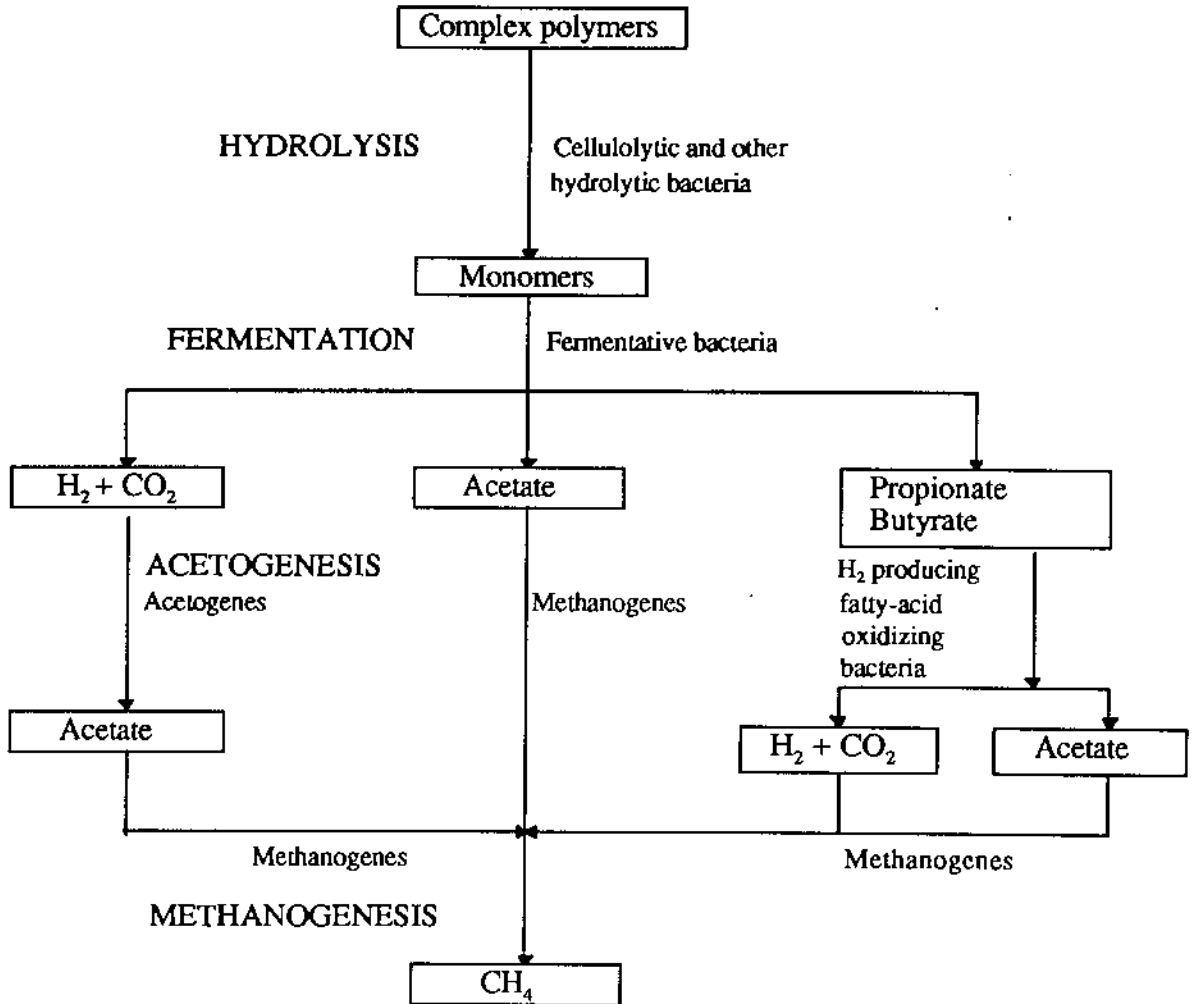 Complex polymers
HYDROLYSIS
Cellulolytic and other
hydrolytic bacteria
Monomers
FERMENTATION
Fermentative bacteria
H₂ + CO₂
Acetate
Propionate
Butyrate
ACETOGENESIS
Acetogenes
Methanogenes
H₂ producing
fatty-acid
oxidizing
bacteria
Acetate
H₂ + CO₂
Acetate
Methanogenes
Methanogenes
METHANOGENESIS
CH₄